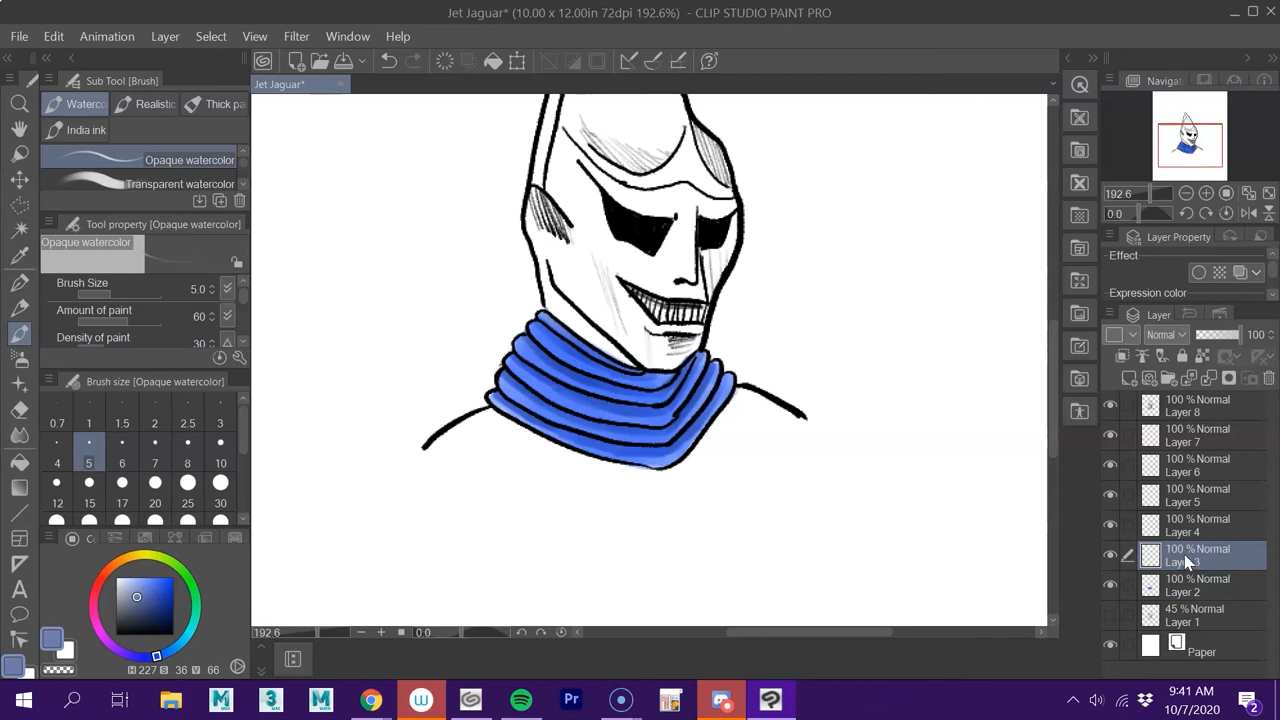 Jet Jaguar* (10.00 x 12.00in 72dpi 192.6%) - CLIP STUDIO PAINT PRO
File Edit Animation Layer Select View Filter Window Help
Sub Tool [Brush]
Jet Jaguar*
Navigat
Waterco
Realistic
Thick pa
India ink
Opaque watercolor
Transparent watercolor
192.6
0.0
Tool property [Opaque watercolor]
Opaque watercolor
Layer Property
Effect
Brush Size 5.0
Expression color
Amount of paint 60
Layer
Density of paint 30
Normal 100
Brush size [Opaque watercolor]
0.7 1 1.5 2 2.5 3
4 5 6 7 8 10
12 15 17 20 25 30
100 % Normal
Layer 8
100 % Normal
Layer 7
100 % Normal
Layer 6
100 % Normal
Layer 5
100 % Normal
Layer 4
100 % Normal
Layer 3
100 % Normal
Layer 2
45 % Normal
Layer 1
Paper
192.6 0.0
H 227 S 36 V 66
9:41 AM
10/7/2020
2